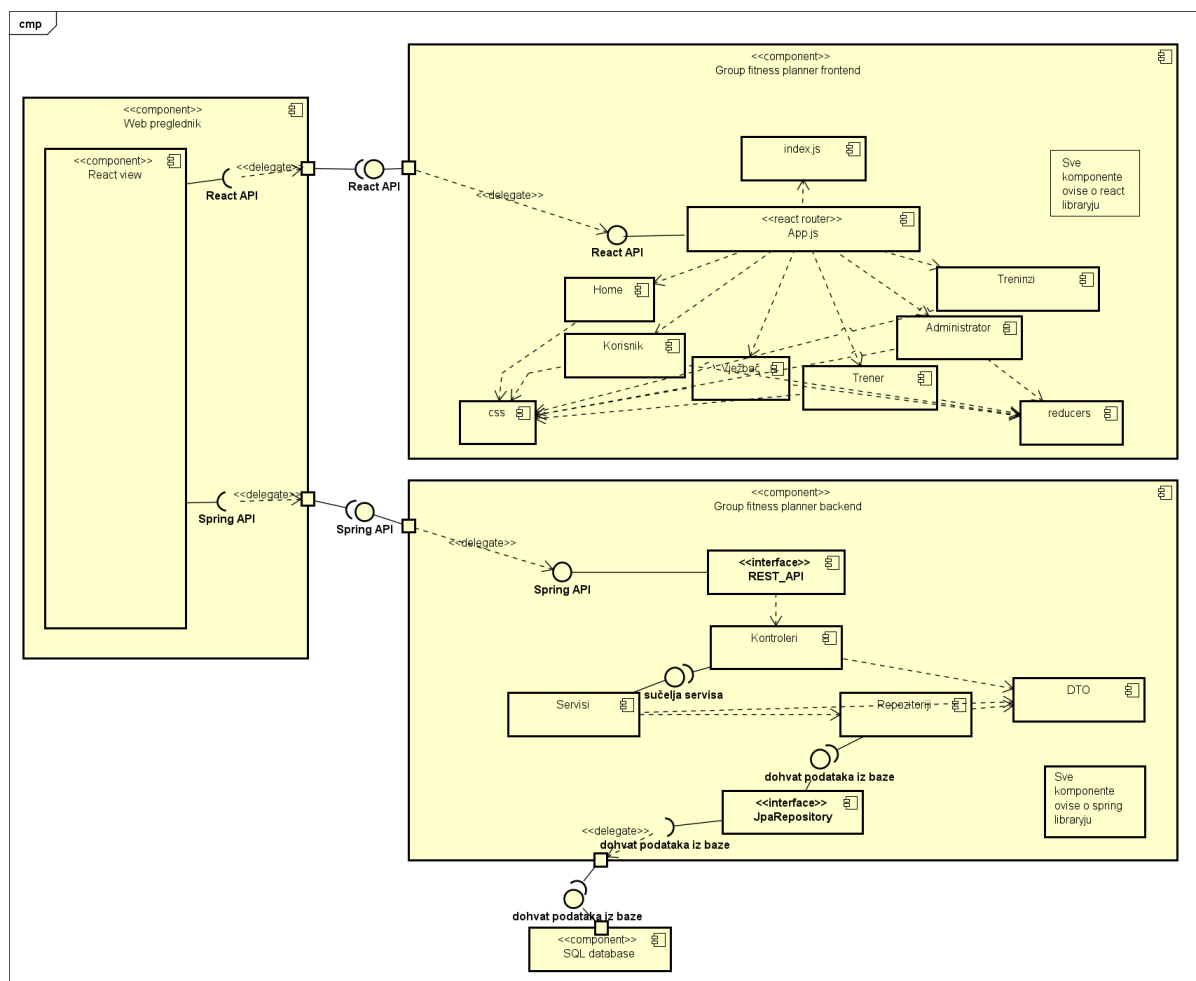 cmp
<<component>>
Web preglednik
<<component>>
React view
React API
<<delegate>>
React API
Spring API
<<delegate>>
Spring API
<<component>>
Group fitness planner frontend
<<delegate>>
React API
index.js
<<react router>>
App.js
Sve
komponente
ovise o react
libraryju
Home
Treninzi
Korisnik
Administrator
Vježbač
Trener
css
reducers
<<component>>
Group fitness planner backend
<<delegate>>
Spring API
<<interface>>
REST_API
Kontroleri
sučelja servisa
Servisi
Repozitoriji
DTO
dohvat podataka iz baze
<<interface>>
JpaRepository
Sve
komponente
ovise o spring
libraryju
<<delegate>>
dohvat podataka iz baze
dohvat podataka iz baze
<<component>>
SQL database